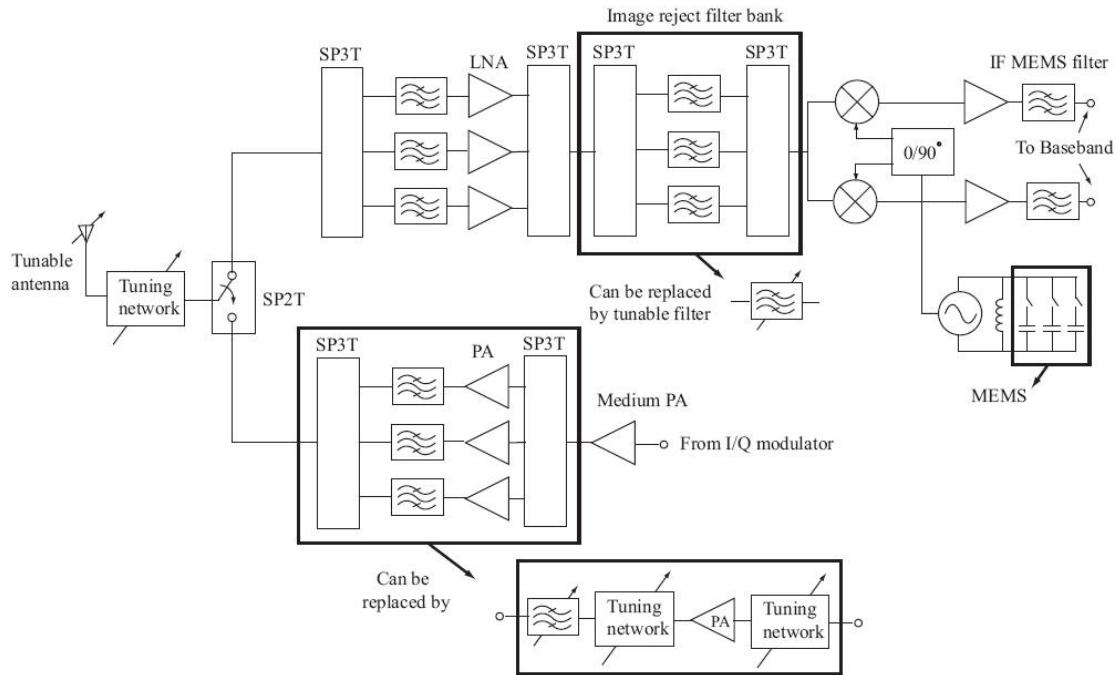 Image reject filter bank
SP3T
LNA
SP3T
SP3T
SP3T
IF MEMS filter
0/90°
To Baseband
Tunable
antenna
Tuning
network
SP2T
Can be replaced
by tunable filter
MEMS
SP3T
PA
SP3T
Medium PA
From I/Q modulator
Can be
replaced by
Tuning
network
PA
Tuning
network